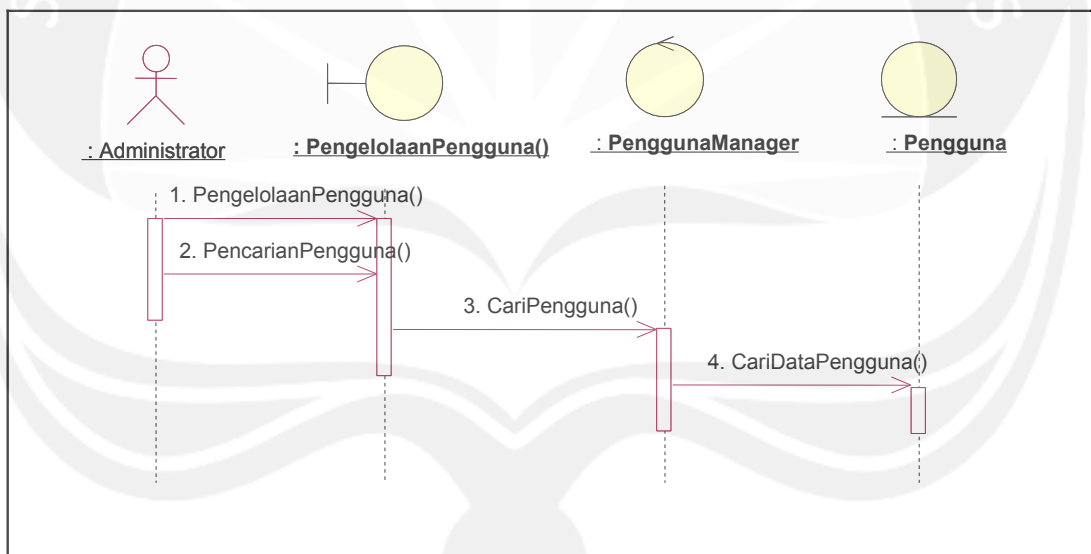 : Administrator
: PengelolaanPengguna()
: PenggunaManager
: Pengguna
1. PengelolaanPengguna()
2. PencarianPengguna()
3. CariPengguna()
4. CariDataPengguna()